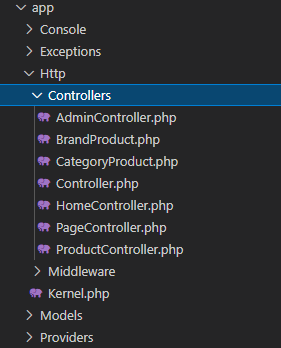 app
Console
Exceptions
Http
Controllers
AdminController.php
BrandProduct.php
CategoryProduct.php
Controller.php
HomeController.php
PageController.php
ProductController.php
Middleware
Kernel.php
Models
Providers